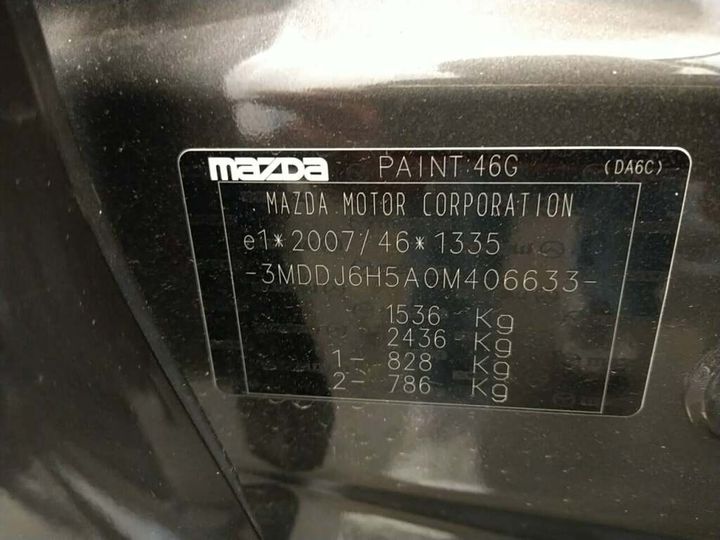 mazda PAINT:46G (DA6C)
MAZDA MOTOR CORPORATION
e1*2007/46*1335
-3MDDJ6H5A0M406633-
1536 Kg
2436 Kg
1- 828 Kg
2- 786 Kg